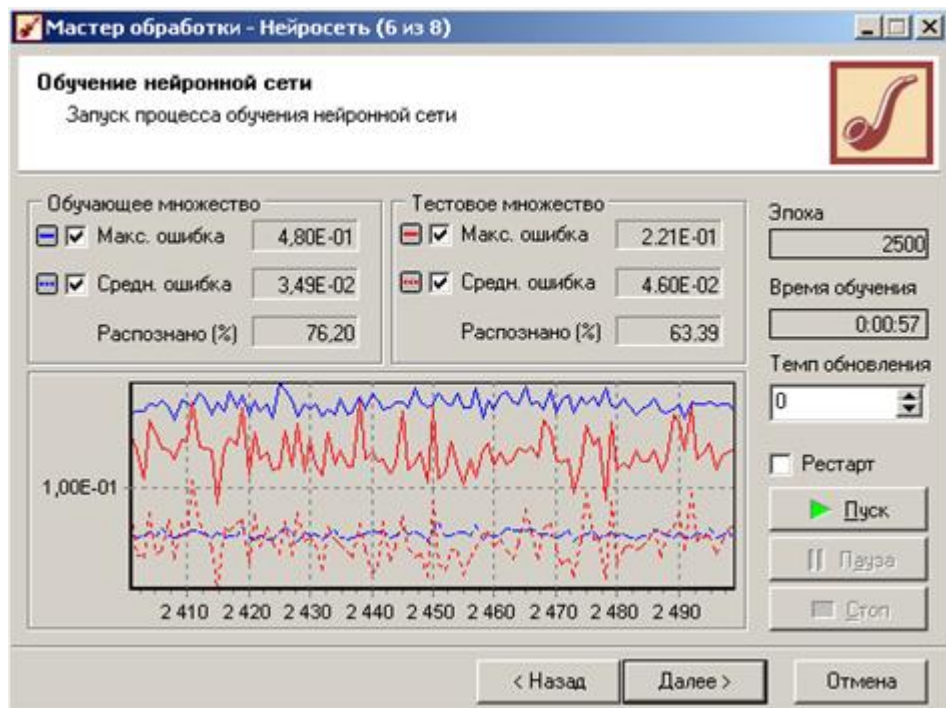 Мастер обработки - Нейросеть (6 из 8)
Обучение нейронной сети
Запуск процесса обучения нейронной сети
Обучающее множество
Макс. ошибка 4,80E-01
Средн. ошибка 3,49E-02
Распознано (%) 76,20
Тестовое множество
Макс. ошибка 2.21E-01
Средн. ошибка 4.60E-02
Распознано (%) 63.39
Эпоха
2500
Время обучения
0:00:57
Темп обновления
0
Рестарт
Пуск
Пауза
Стоп
1,00E-01
2 410 2 420 2 430 2 440 2 450 2 460 2 470 2 480 2 490
< Назад Далее > Отмена